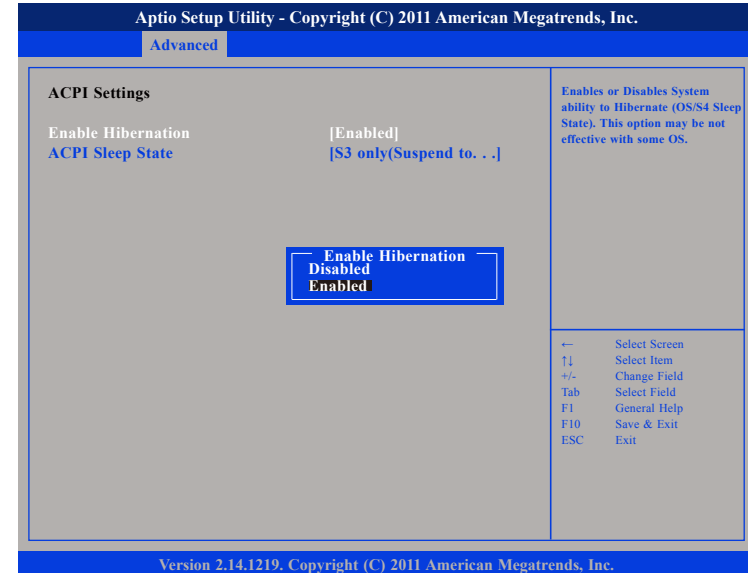 Aptio Setup Utility - Copyright (C) 2011 American Megatrends, Inc.
Advanced
ACPI Settings
Enable Hibernation [Enabled]
ACPI Sleep State [S3 only(Suspend to. . .]
Enables or Disables System
ability to Hibernate (OS/S4 Sleep
State). This option may be not
effective with some OS.
Enable Hibernation
Disabled
Enabled
← Select Screen
↑↓ Select Item
+/- Change Field
Tab Select Field
F1 General Help
F10 Save & Exit
ESC Exit
Version 2.14.1219. Copyright (C) 2011 American Megatrends, Inc.